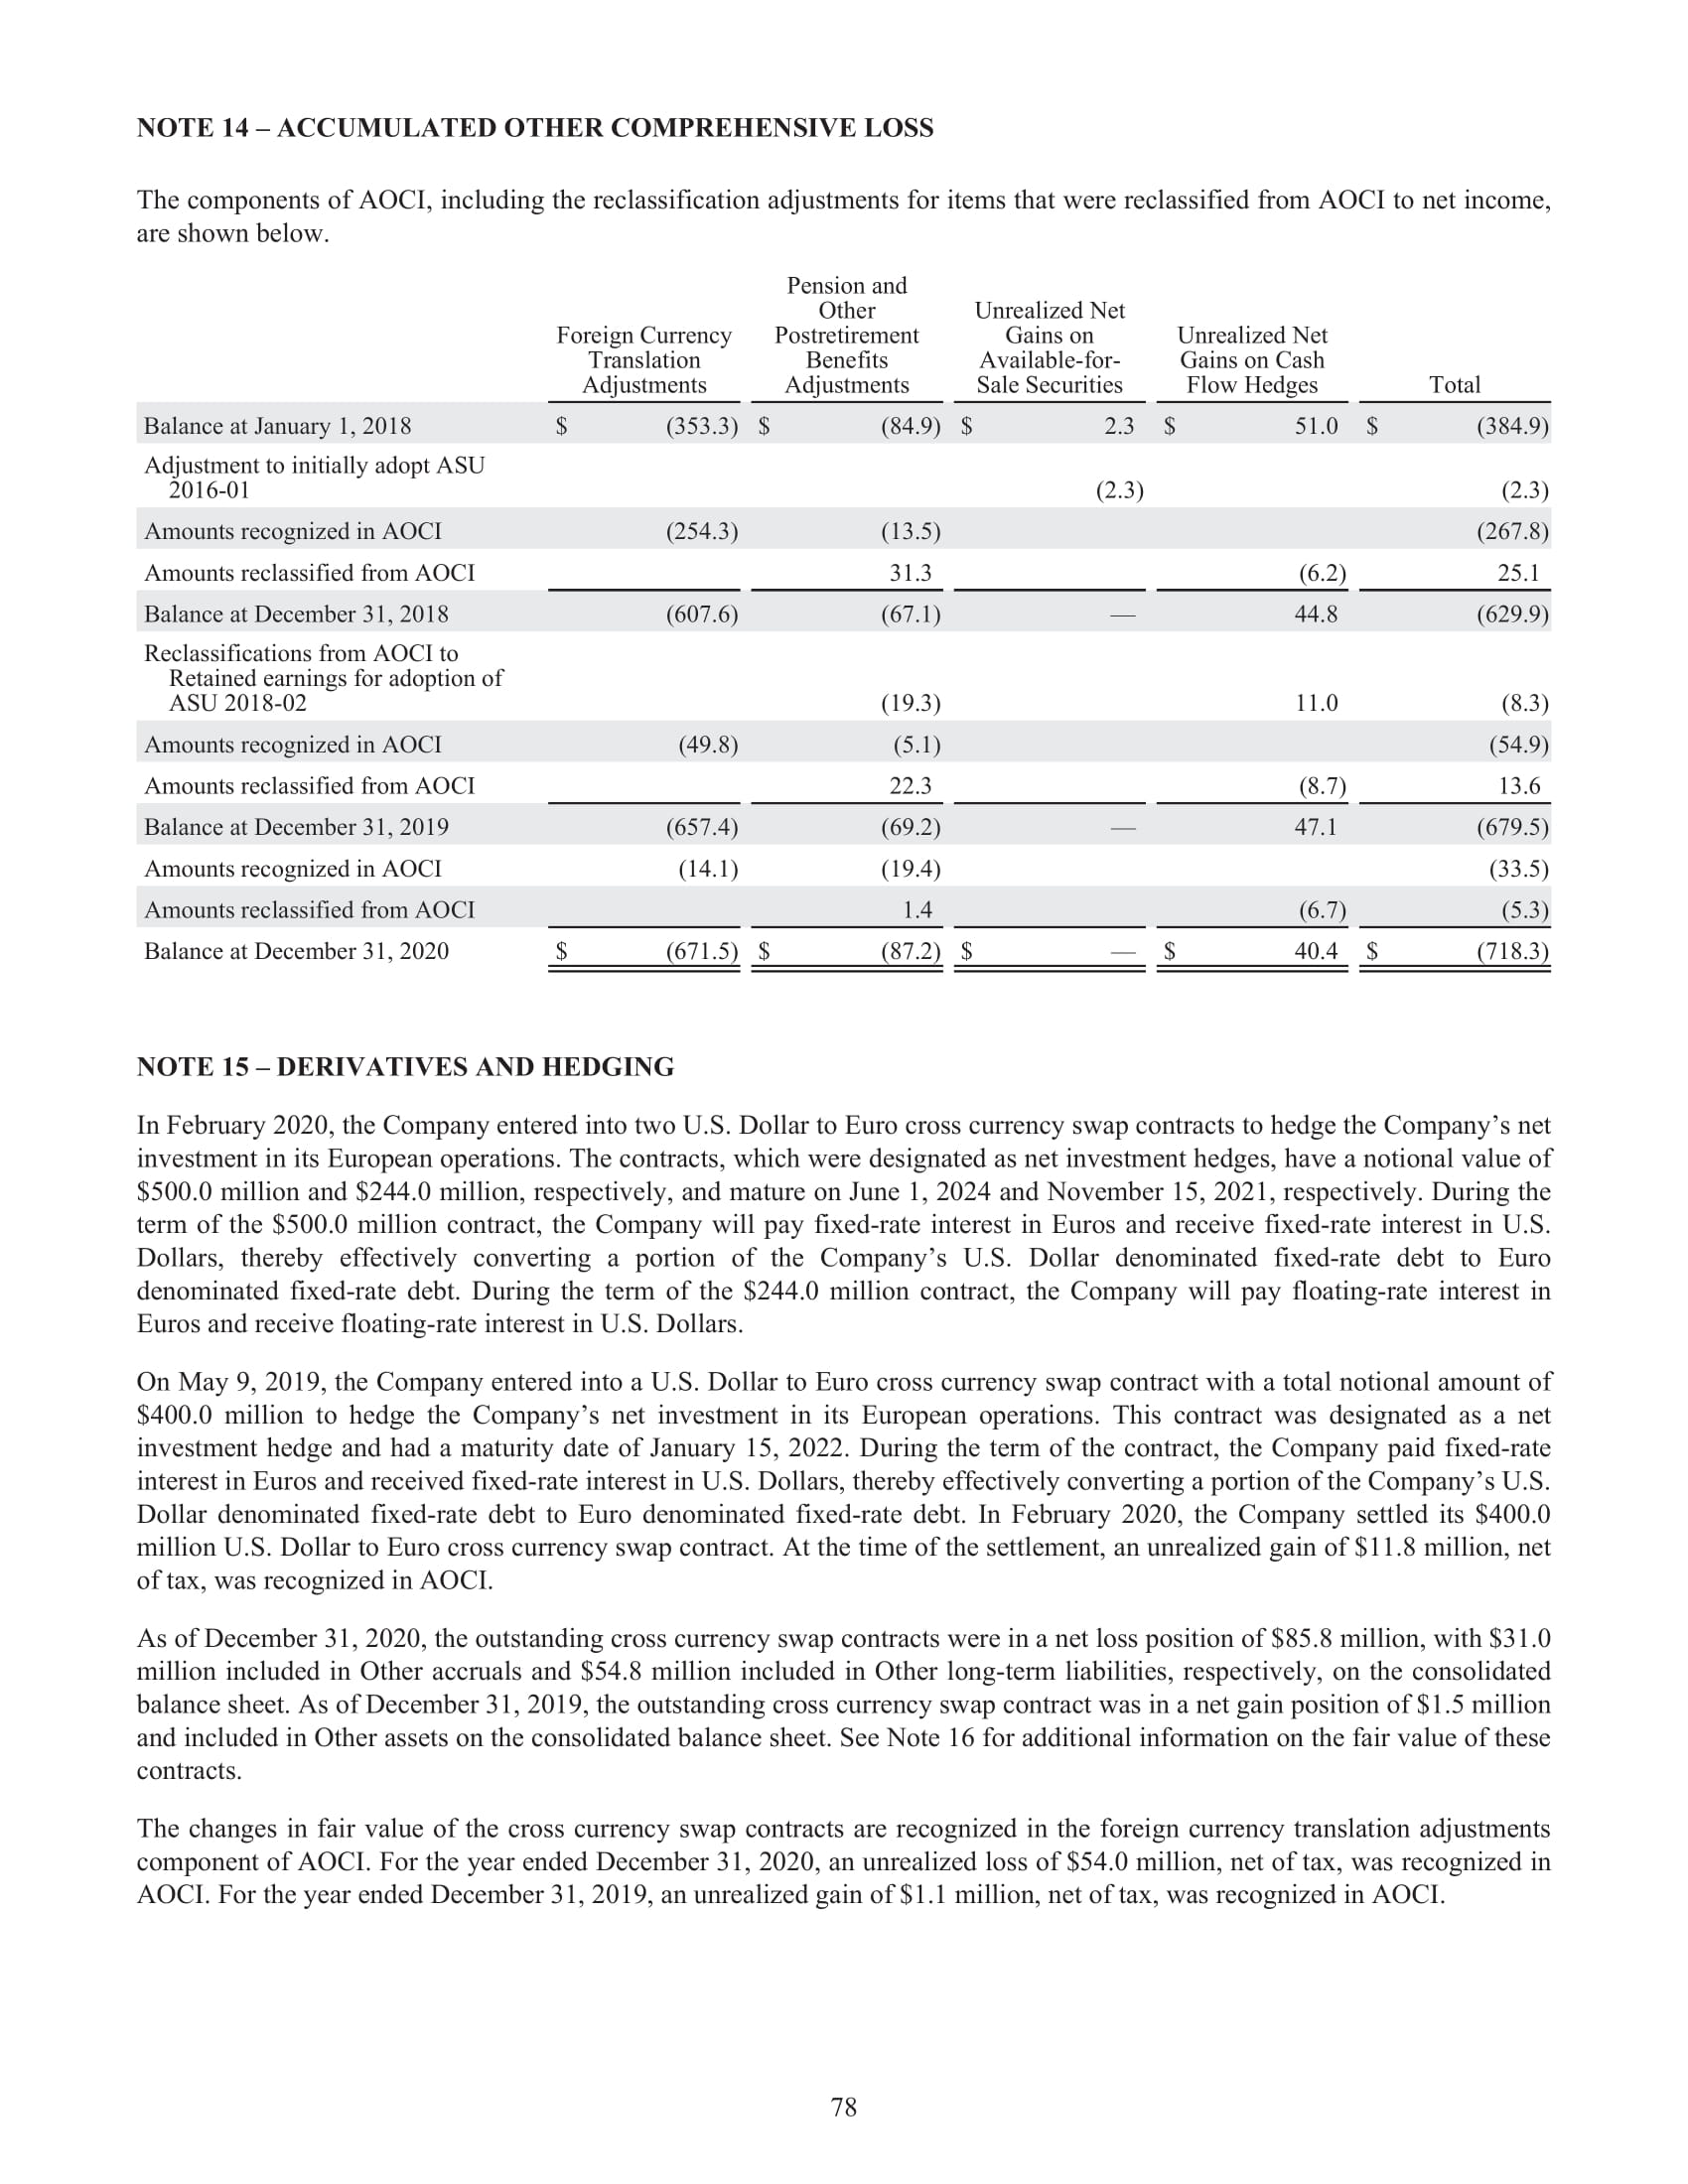 NOTE 14 – ACCUMULATED OTHER COMPREHENSIVE LOSS
The components of AOCI, including the reclassification adjustments for items that were reclassified from AOCI to net income,
are shown below.
Foreign Currency Translation Adjustments Pension and Other Postretirement Benefits Adjustments Unrealized Net Gains on Available-for-Sale Securities Unrealized Net Gains on Cash Flow Hedges Total
Balance at January 1, 2018 $ (353.3) $ (84.9) $ 2.3 $ 51.0 $ (384.9)
Adjustment to initially adopt ASU
2016-01 (2.3) (2.3)
Amounts recognized in AOCI (254.3) (13.5) (267.8)
Amounts reclassified from AOCI 31.3 (6.2) 25.1
Balance at December 31, 2018 (607.6) (67.1) — 44.8 (629.9)
Reclassifications from AOCI to
Retained earnings for adoption of
ASU 2018-02 (19.3) 11.0 (8.3)
Amounts recognized in AOCI (49.8) (5.1) (54.9)
Amounts reclassified from AOCI 22.3 (8.7) 13.6
Balance at December 31, 2019 (657.4) (69.2) — 47.1 (679.5)
Amounts recognized in AOCI (14.1) (19.4) (33.5)
Amounts reclassified from AOCI 1.4 (6.7) (5.3)
Balance at December 31, 2020 $ (671.5) $ (87.2) $ — $ 40.4 $ (718.3)
NOTE 15 – DERIVATIVES AND HEDGING
In February 2020, the Company entered into two U.S. Dollar to Euro cross currency swap contracts to hedge the Company's net
investment in its European operations. The contracts, which were designated as net investment hedges, have a notional value of
$500.0 million and $244.0 million, respectively, and mature on June 1, 2024 and November 15, 2021, respectively. During the
term of the $500.0 million contract, the Company will pay fixed-rate interest in Euros and receive fixed-rate interest in U.S.
Dollars, thereby effectively converting a portion of the Company's U.S. Dollar denominated fixed-rate debt to Euro
denominated fixed-rate debt. During the term of the $244.0 million contract, the Company will pay floating-rate interest in
Euros and receive floating-rate interest in U.S. Dollars.
On May 9, 2019, the Company entered into a U.S. Dollar to Euro cross currency swap contract with a total notional amount of
$400.0 million to hedge the Company's net investment in its European operations. This contract was designated as a net
investment hedge and had a maturity date of January 15, 2022. During the term of the contract, the Company paid fixed-rate
interest in Euros and received fixed-rate interest in U.S. Dollars, thereby effectively converting a portion of the Company's U.S.
Dollar denominated fixed-rate debt to Euro denominated fixed-rate debt. In February 2020, the Company settled its $400.0
million U.S. Dollar to Euro cross currency swap contract. At the time of the settlement, an unrealized gain of $11.8 million, net
of tax, was recognized in AOCI.
As of December 31, 2020, the outstanding cross currency swap contracts were in a net loss position of $85.8 million, with $31.0
million included in Other accruals and $54.8 million included in Other long-term liabilities, respectively, on the consolidated
balance sheet. As of December 31, 2019, the outstanding cross currency swap contract was in a net gain position of $1.5 million
and included in Other assets on the consolidated balance sheet. See Note 16 for additional information on the fair value of these
contracts.
The changes in fair value of the cross currency swap contracts are recognized in the foreign currency translation adjustments
component of AOCI. For the year ended December 31, 2020, an unrealized loss of $54.0 million, net of tax, was recognized in
AOCI. For the year ended December 31, 2019, an unrealized gain of $1.1 million, net of tax, was recognized in AOCI.
78